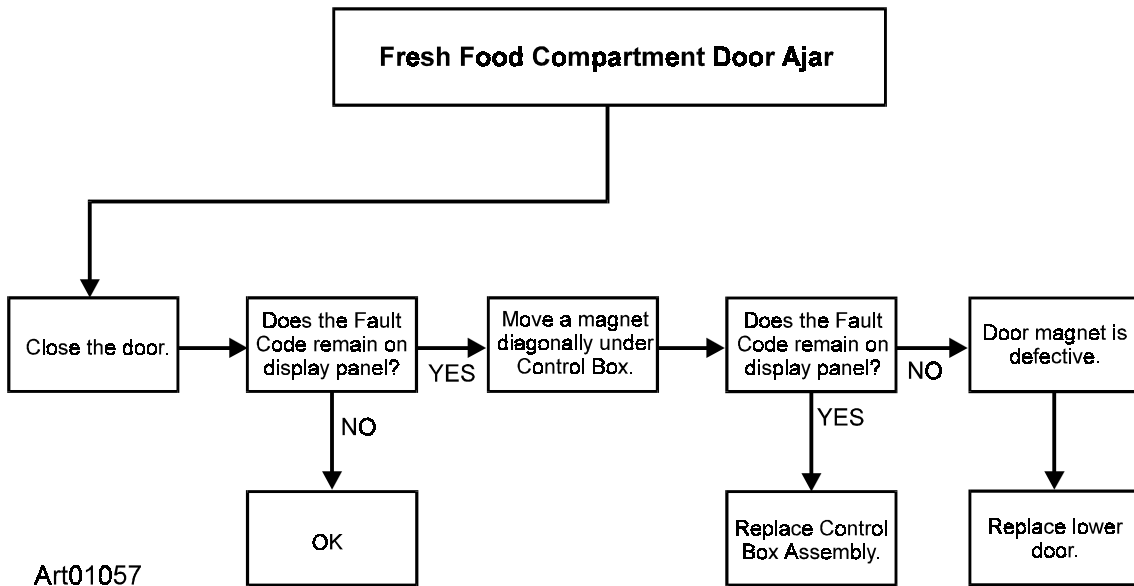 Fresh Food Compartment Door Ajar
Close the door.
Does the Fault
Code remain on
display panel?
YES
Move a magnet
diagonally under
Control Box.
Does the Fault
Code remain on
display panel?
NO
Door magnet is
defective.
NO
YES
OK
Replace Control
Box Assembly.
Replace lower
door.
Art01057